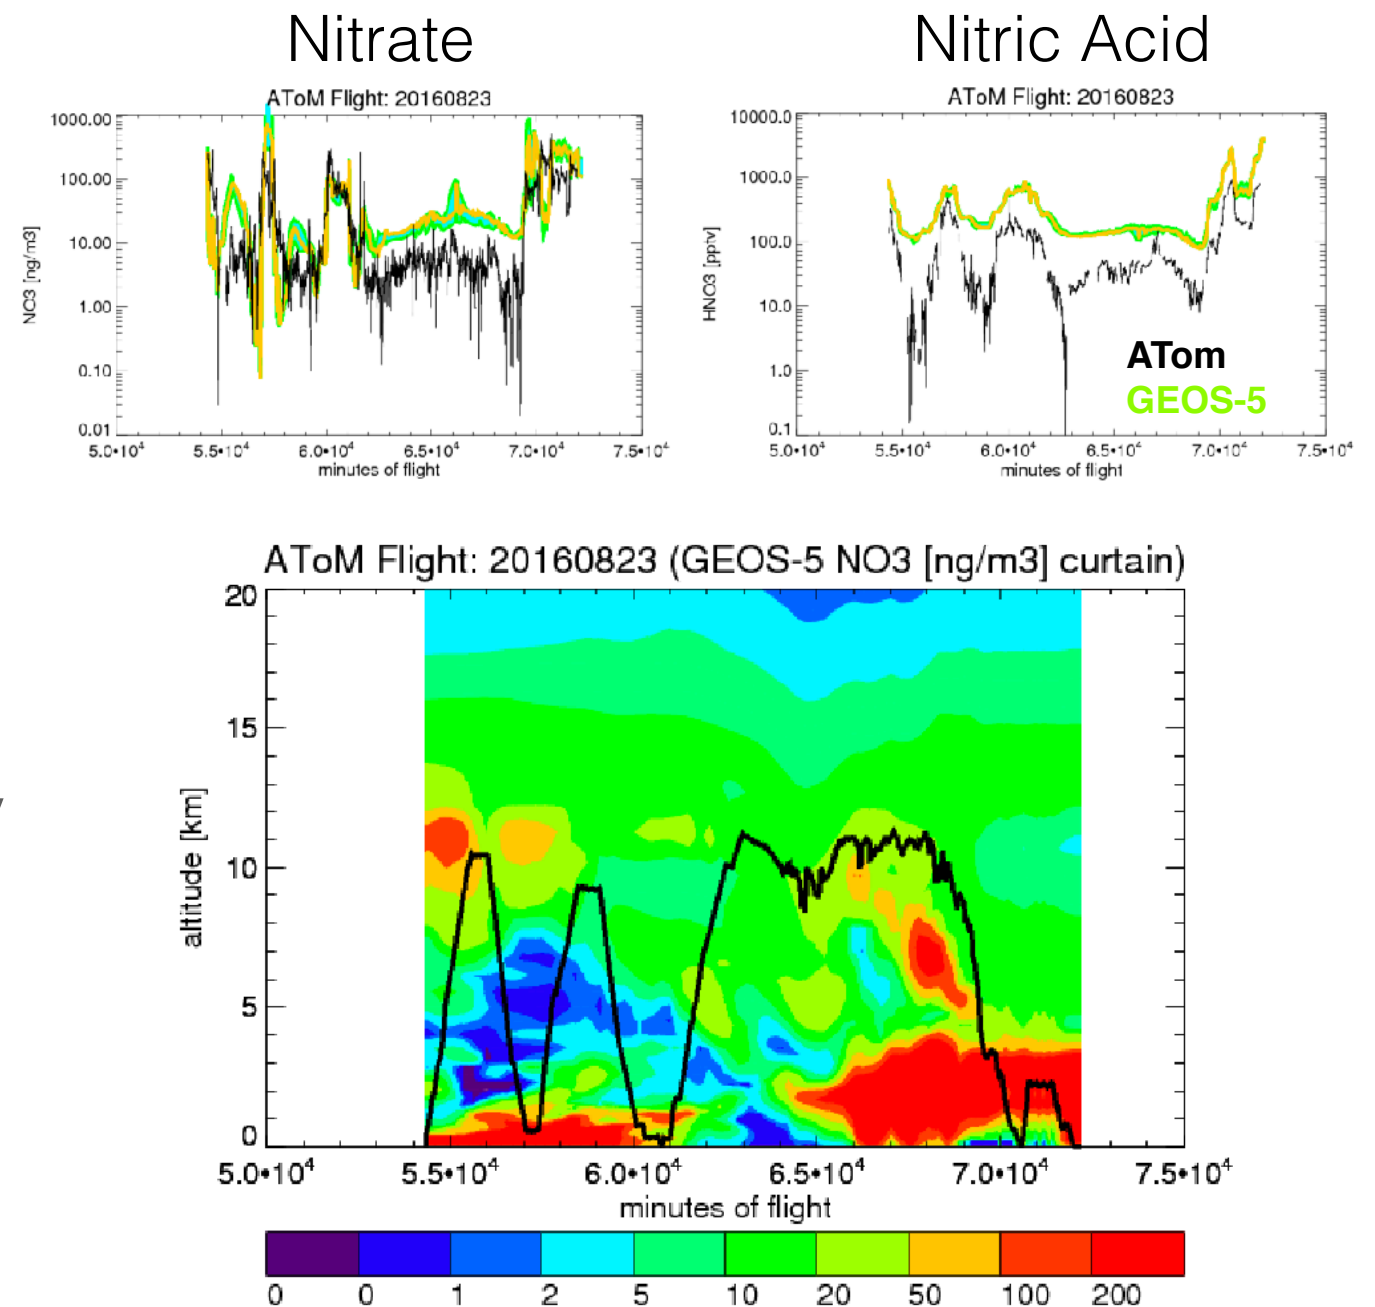 Nitrate
Nitric Acid
AToM Flight: 20160823
1000.00
100.00
10.00
1.00
0.10
0.01
NO3 [ng/m3]
5.0•10⁴ 5.5•10⁴ 6.0•10⁴ 6.5•10⁴ 7.0•10⁴ 7.5•10⁴
minutes of flight
AToM Flight: 20160823
10000.0
1000.0
100.0
10.0
1.0
0.1
HNO3 [pptv]
ATom
GEOS-5
5.0•10⁴ 5.5•10⁴ 6.0•10⁴ 6.5•10⁴ 7.0•10⁴ 7.5•10⁴
minutes of flight
AToM Flight: 20160823 (GEOS-5 NO3 [ng/m3] curtain)
20
15
10
5
0
altitude [km]
5.0•10⁴ 5.5•10⁴ 6.0•10⁴ 6.5•10⁴ 7.0•10⁴ 7.5•10⁴
minutes of flight
0 0 1 2 5 10 20 50 100 200